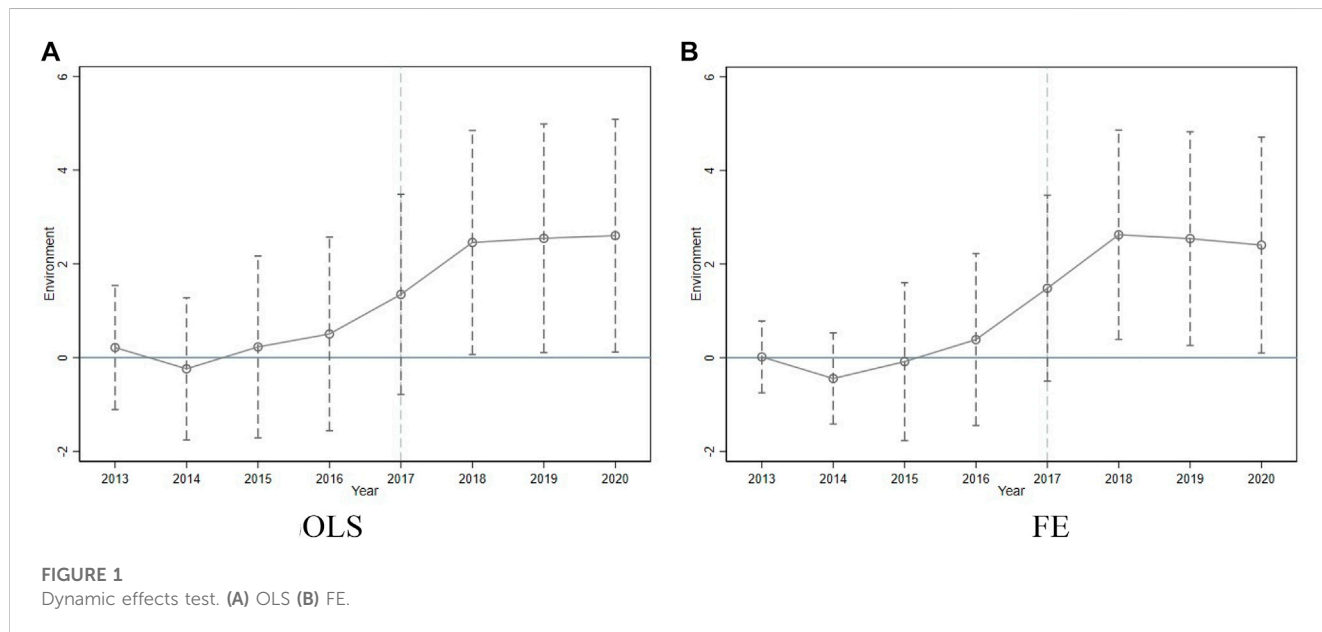 A
B
6
4
2
0
-2
Environment
2013 2014 2015 2016 2017 2018 2019 2020
Year
OLS
6
4
2
0
-2
Environment
2013 2014 2015 2016 2017 2018 2019 2020
Year
FE
FIGURE 1
Dynamic effects test. (A) OLS (B) FE.